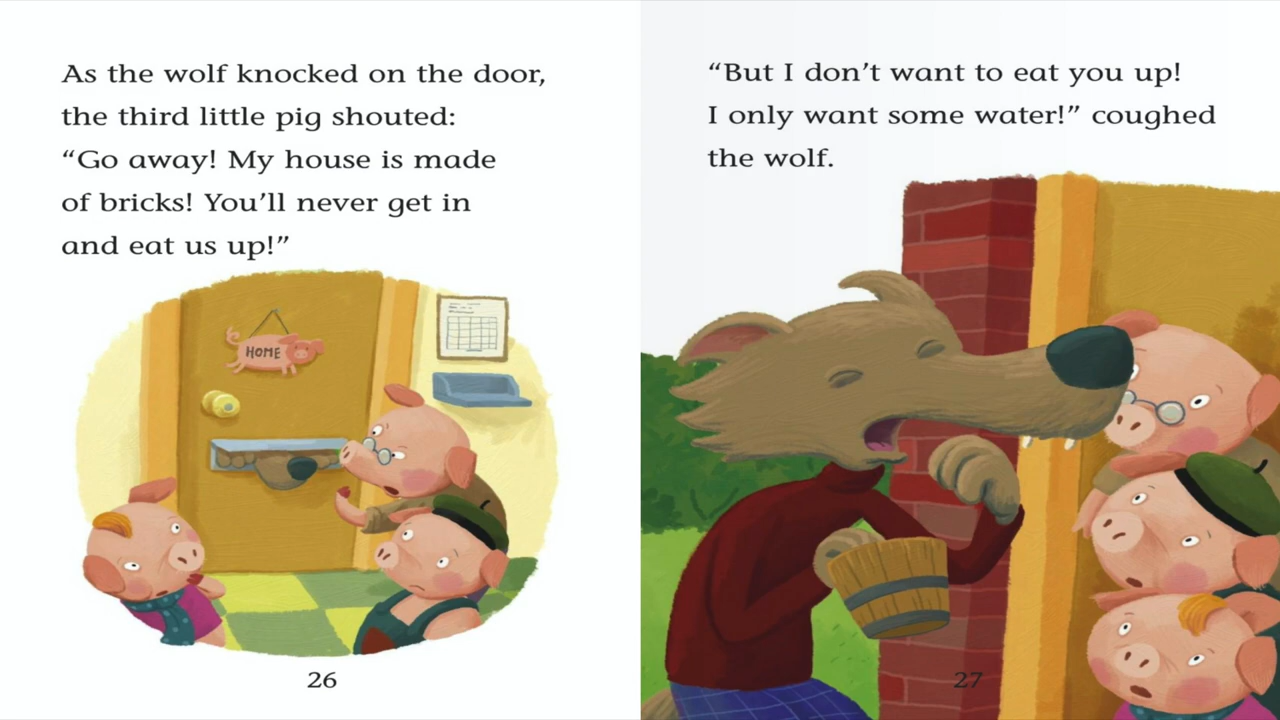 As the wolf knocked on the door,
the third little pig shouted:
“Go away! My house is made
of bricks! You’ll never get in
and eat us up!”
HOME
26
“But I don’t want to eat you up!
I only want some water!” coughed
the wolf.
27